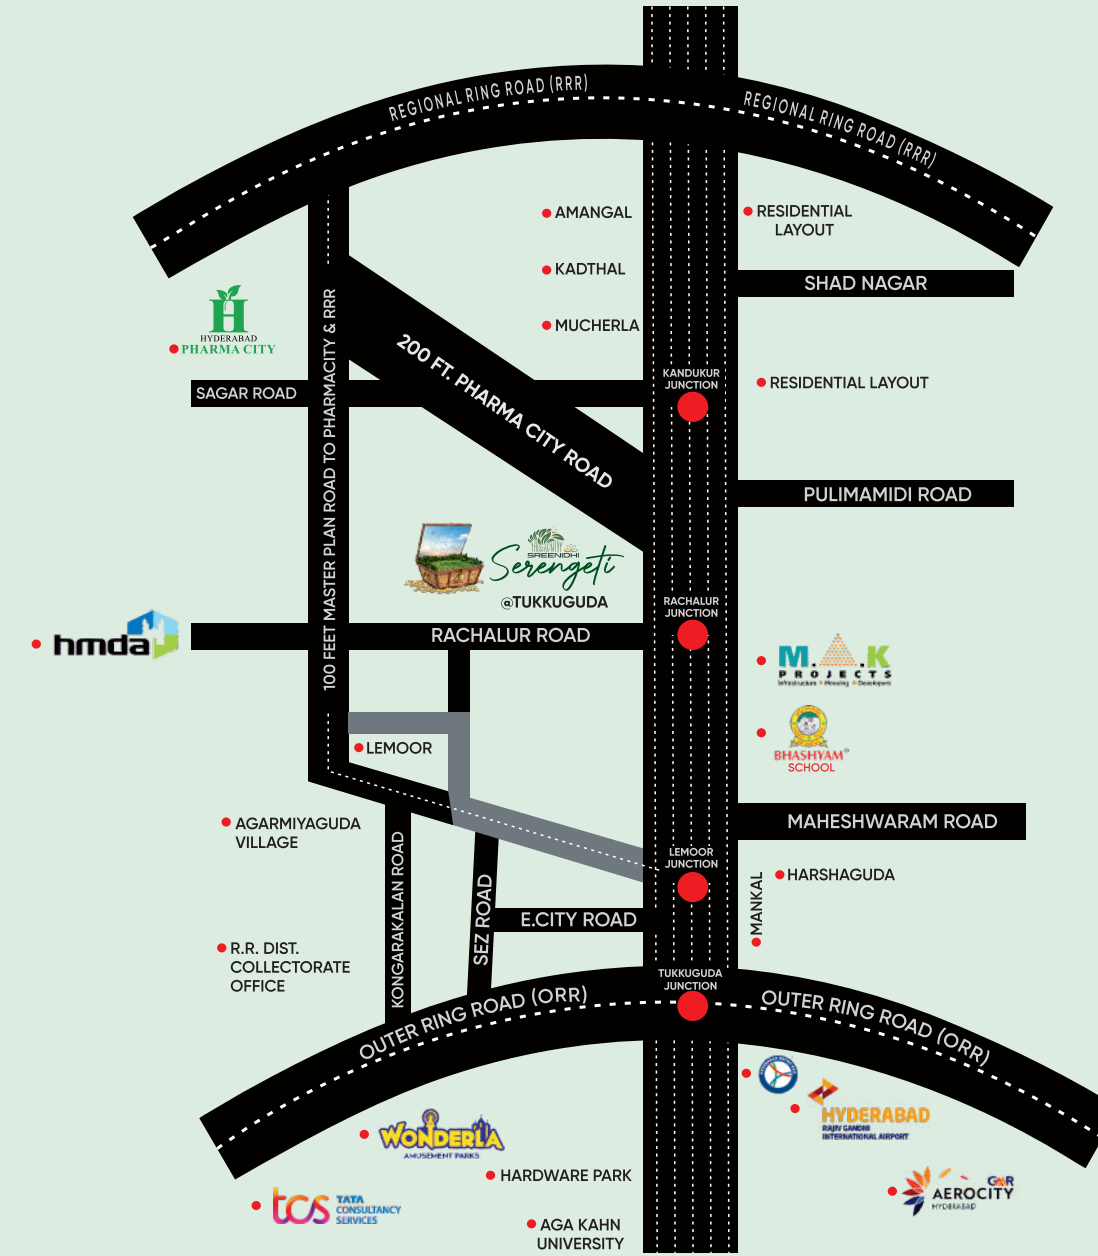 REGIONAL RING ROAD (RRR)
REGIONAL RING ROAD (RRR)
AMANGAL
RESIDENTIAL
LAYOUT
KADTHAL
SHAD NAGAR
MUCHERLA
H
HYDERABAD
PHARMA CITY
200 FT. PHARMA CITY ROAD
KANDUKUR
JUNCTION
RESIDENTIAL LAYOUT
SAGAR ROAD
100 FEET MASTER PLAN ROAD TO PHARMACITY & RRR
PULIMAMIDI ROAD
SREENIDHI
Serengeti
@TUKKUGUDA
RACHALUR
JUNCTION
hmda
RACHALUR ROAD
M.A.K
PROJECTS
Infrastructure Housing Developers
LEMOOR
BHASHYAM
SCHOOL
AGARMIYAGUDA
VILLAGE
MAHESHWARAM ROAD
KONGARAKALAN ROAD
LEMOOR
JUNCTION
HARSHAGUDA
MANKAL
SEZ ROAD
E.CITY ROAD
R.R. DIST.
COLLECTORATE
OFFICE
TUKKUGUDA
JUNCTION
OUTER RING ROAD (ORR)
OUTER RING ROAD (ORR)
HYDERABAD
RAJIV GANDHI
INTERNATIONAL AIRPORT
WONDERLA
AMUSEMENT PARKS
HARDWARE PARK
GMR
AEROCITY
HYDERABAD
tcs
TATA
CONSULTANCY
SERVICES
AGA KAHN
UNIVERSITY